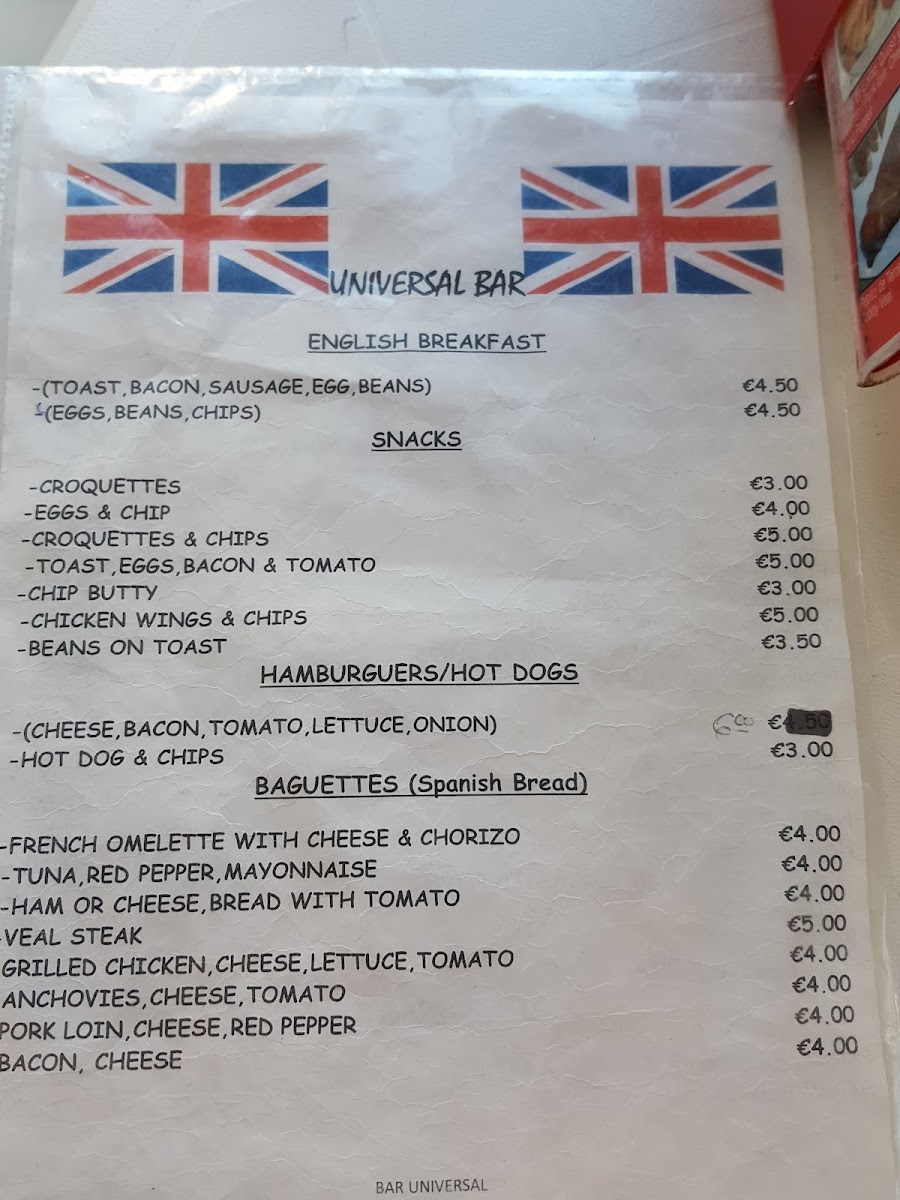 UNIVERSAL BAR
ENGLISH BREAKFAST
-(TOAST,BACON,SAUSAGE,EGG,BEANS) €4.50
(EGGS,BEANS,CHIPS) €4.50
SNACKS
-CROQUETTES €3.00
-EGGS & CHIP €4.00
-CROQUETTES & CHIPS €5.00
-TOAST,EGGS,BACON & TOMATO €5.00
-CHIP BUTTY €3.00
-CHICKEN WINGS & CHIPS €5.00
-BEANS ON TOAST €3.50
HAMBURGUERS/HOT DOGS
-(CHEESE,BACON,TOMATO,LETTUCE,ONION) 6.00 €4.50
-HOT DOG & CHIPS €3.00
BAGUETTES (Spanish Bread)
-FRENCH OMELETTE WITH CHEESE & CHORIZO €4.00
-TUNA,RED PEPPER,MAYONNAISE €4.00
-HAM OR CHEESE,BREAD WITH TOMATO €4.00
-VEAL STEAK €5.00
GRILLED CHICKEN,CHEESE,LETTUCE,TOMATO €4.00
ANCHOVIES,CHEESE,TOMATO €4.00
PORK LOIN,CHEESE,RED PEPPER €4.00
BACON, CHEESE €4.00
BAR UNIVERSAL